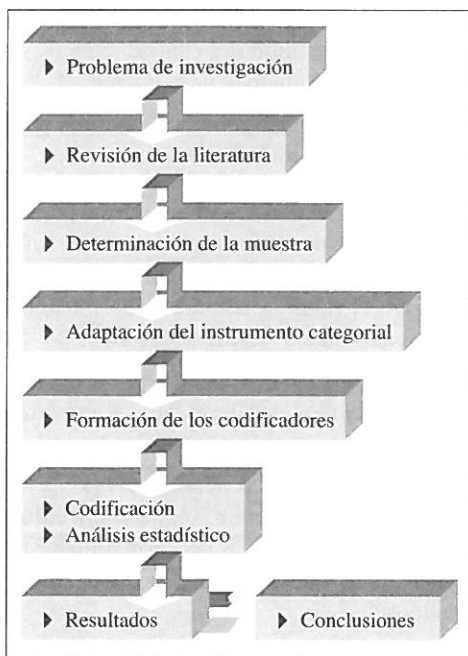 Problema de investigación
Revisión de la literatura
Determinación de la muestra
Adaptación del instrumento categorial
Formación de los codificadores
Codificación
Análisis estadístico
Resultados
Conclusiones